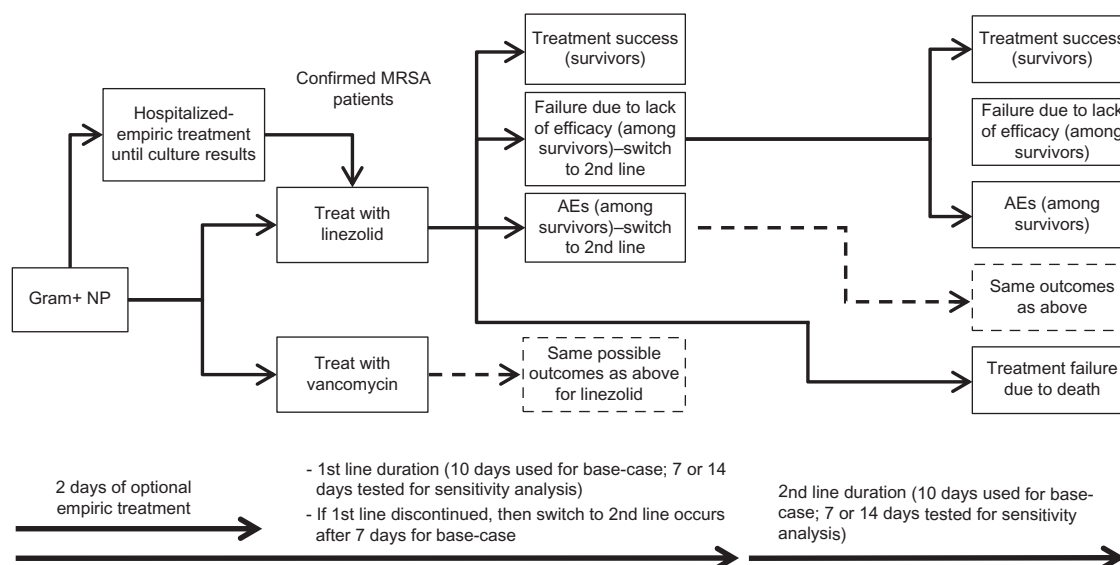 Gram+ NP
Hospitalized-
empiric treatment
until culture results
Confirmed MRSA
patients
Treat with
linezolid
Treat with
vancomycin
Treatment success
(survivors)
Failure due to lack
of efficacy (among
survivors)–switch
to 2nd line
AEs (among
survivors)–switch
to 2nd line
Same possible
outcomes as above
for linezolid
Treatment success
(survivors)
Failure due to lack
of efficacy (among
survivors)
AEs (among
survivors)
Same outcomes
as above
Treatment failure
due to death
2 days of optional
empiric treatment
- 1st line duration (10 days used for base-case; 7 or 14
days tested for sensitivity analysis)
- If 1st line discontinued, then switch to 2nd line occurs
after 7 days for base-case
2nd line duration (10 days used for base-
case; 7 or 14 days tested for sensitivity
analysis)